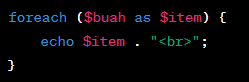 foreach ($buah as $item) {
    echo $item . "<br>";
}